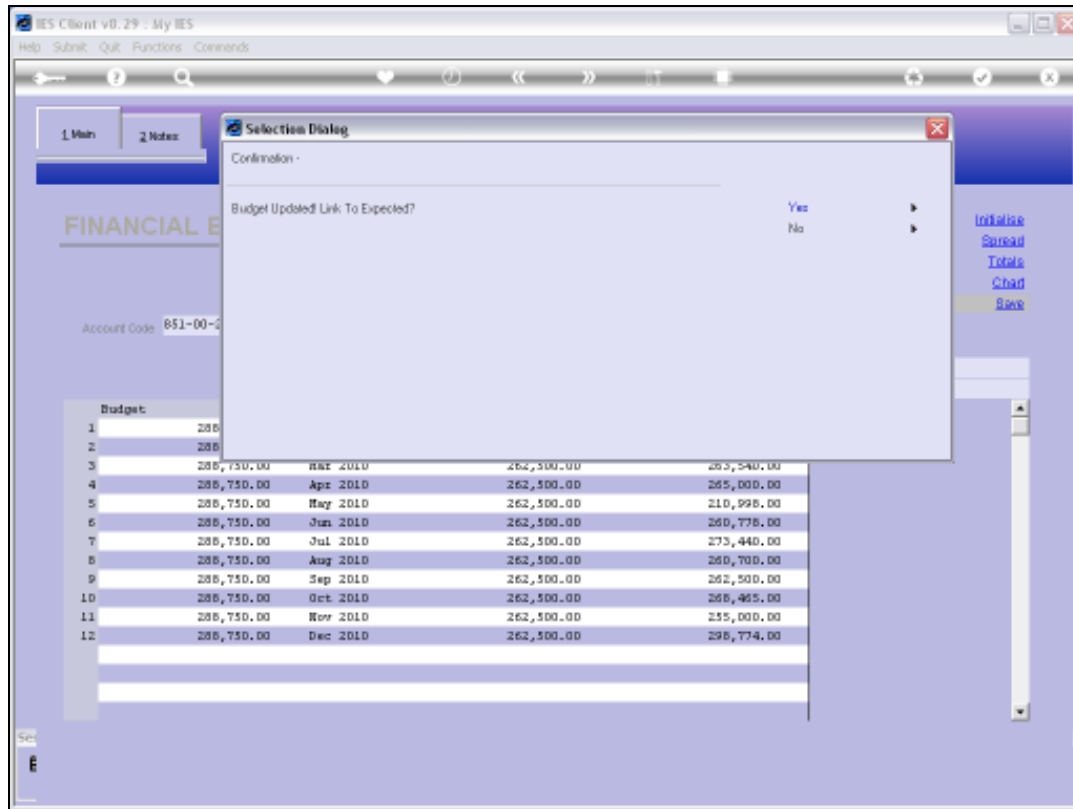 IES Client v0.29 : My IES
Help Submit Quit Functions Commands
1 Main
2 Notes
Selection Dialog
Confirmation -
Budget Updated! Link To Expected?
Yes
No
FINANCIAL
Initialise
Spread
Totals
Chart
Save
Account Code 851-00-
Budget
1 288
2 288
3 288,750.00 Mar 2010 262,500.00 263,540.00
4 288,750.00 Apr 2010 262,500.00 265,000.00
5 288,750.00 May 2010 262,500.00 210,998.00
6 288,750.00 Jun 2010 262,500.00 260,778.00
7 288,750.00 Jul 2010 262,500.00 273,440.00
8 288,750.00 Aug 2010 262,500.00 260,700.00
9 288,750.00 Sep 2010 262,500.00 262,500.00
10 288,750.00 Oct 2010 262,500.00 268,465.00
11 288,750.00 Nov 2010 262,500.00 255,000.00
12 288,750.00 Dec 2010 262,500.00 298,774.00